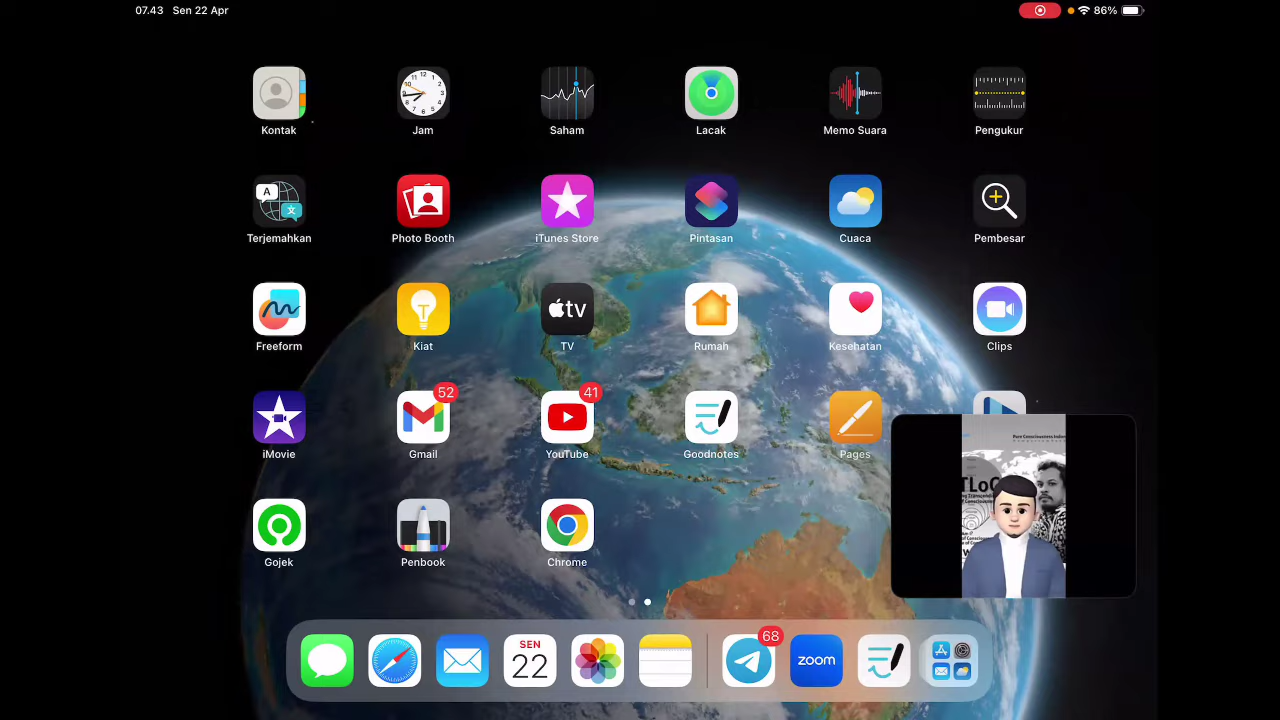 07.43 Sen 22 Apr
86%
Kontak
Jam
Saham
Lacak
Memo Suara
Pengukur
Terjemahkan
Photo Booth
iTunes Store
Pintasan
Cuaca
Pembesar
Freeform
Kiat
tv
TV
Rumah
Kesehatan
Clips
52
41
iMovie
Gmail
YouTube
Goodnotes
Pages
Pure Consciousness
TLoC
Gojek
Penbook
Chrome
SEN
22
68
zoom